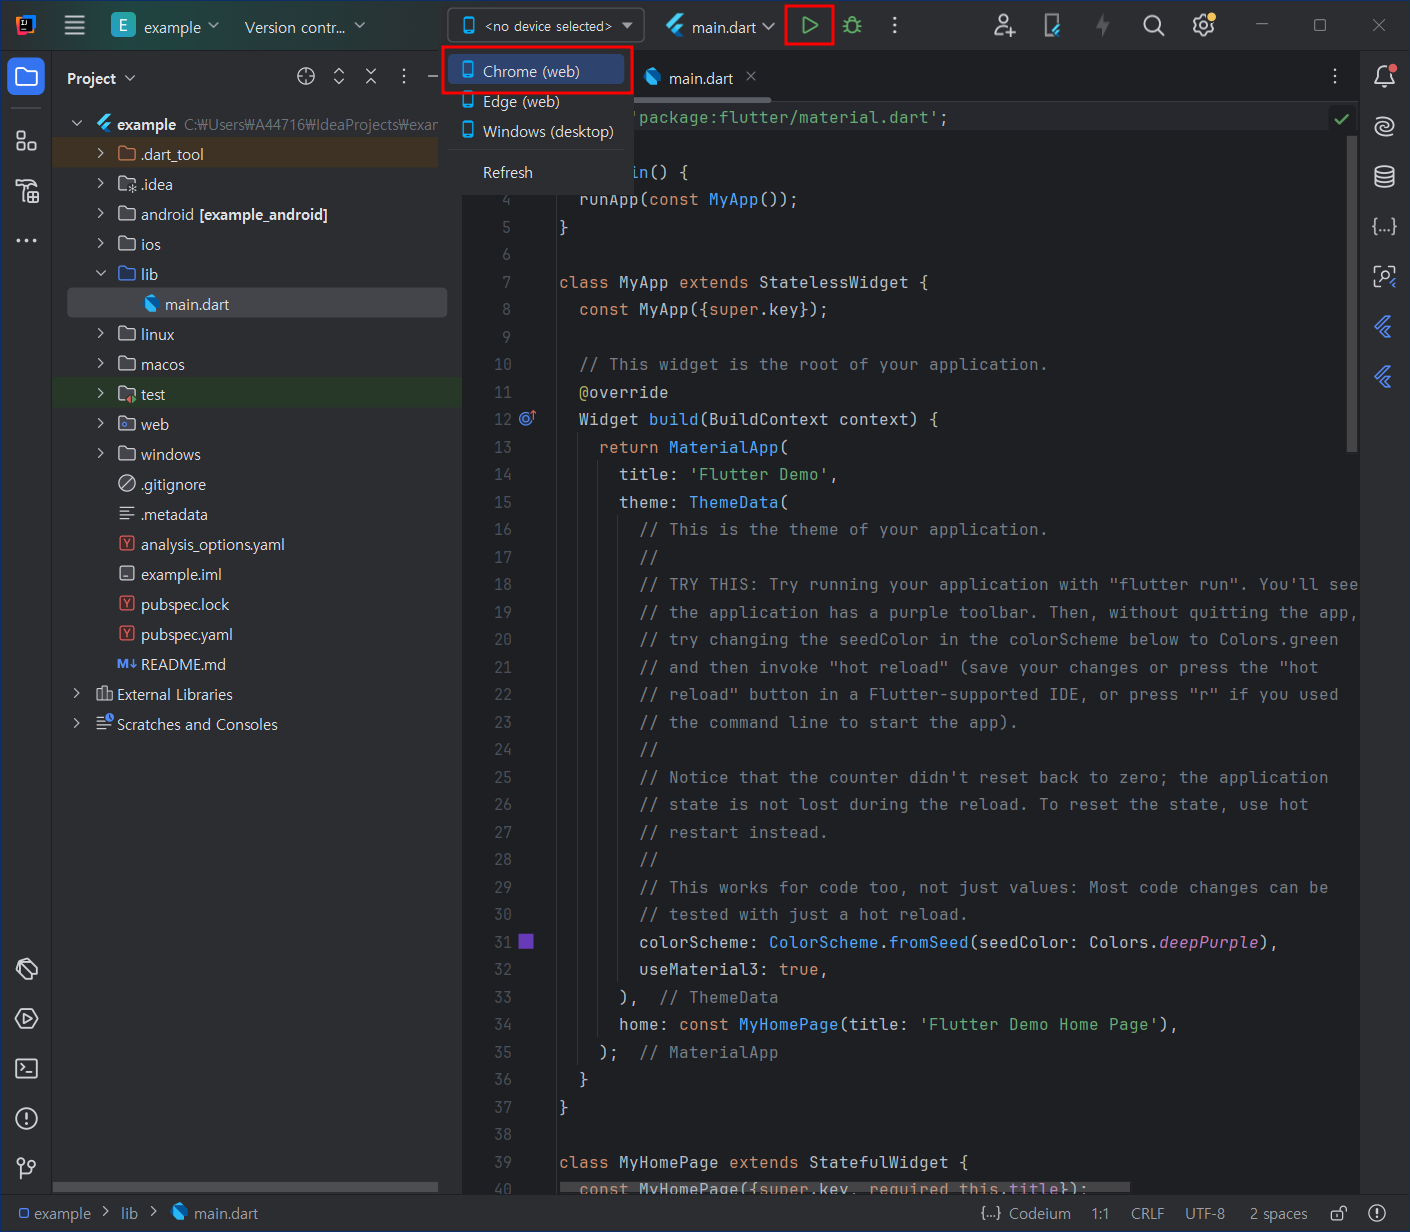 E example Version contr... <no device selected> main.dart
Project
Chrome (web)
Edge (web)
Windows (desktop)
Refresh
main.dart
example C:₩Users₩A44716₩IdeaProjects₩exar
.dart_tool
.idea
android [example_android]
ios
lib
main.dart
linux
macos
test
web
windows
.gitignore
.metadata
Y analysis_options.yaml
example.iml
Y pubspec.lock
Y pubspec.yaml
M↓ README.md
External Libraries
Scratches and Consoles
'package:flutter/material.dart';
in() {
4 runApp(const MyApp());
5 }
6
7 class MyApp extends StatelessWidget {
8 const MyApp({super.key});
9
10 // This widget is the root of your application.
11 @override
12 Widget build(BuildContext context) {
13 return MaterialApp(
14 title: 'Flutter Demo',
15 theme: ThemeData(
16 // This is the theme of your application.
17 //
18 // TRY THIS: Try running your application with "flutter run". You'll see
19 // the application has a purple toolbar. Then, without quitting the app,
20 // try changing the seedColor in the colorScheme below to Colors.green
21 // and then invoke "hot reload" (save your changes or press the "hot
22 // reload" button in a Flutter-supported IDE, or press "r" if you used
23 // the command line to start the app).
24 //
25 // Notice that the counter didn't reset back to zero; the application
26 // state is not lost during the reload. To reset the state, use hot
27 // restart instead.
28 //
29 // This works for code too, not just values: Most code changes can be
30 // tested with just a hot reload.
31 colorScheme: ColorScheme.fromSeed(seedColor: Colors.deepPurple),
32 useMaterial3: true,
33 ), // ThemeData
34 home: const MyHomePage(title: 'Flutter Demo Home Page'),
35 ); // MaterialApp
36 }
37 }
38
39 class MyHomePage extends StatefulWidget {
40 const MyHomePage({super.key, required this.title});
example > lib > main.dart {...} Codeium 1:1 CRLF UTF-8 2 spaces